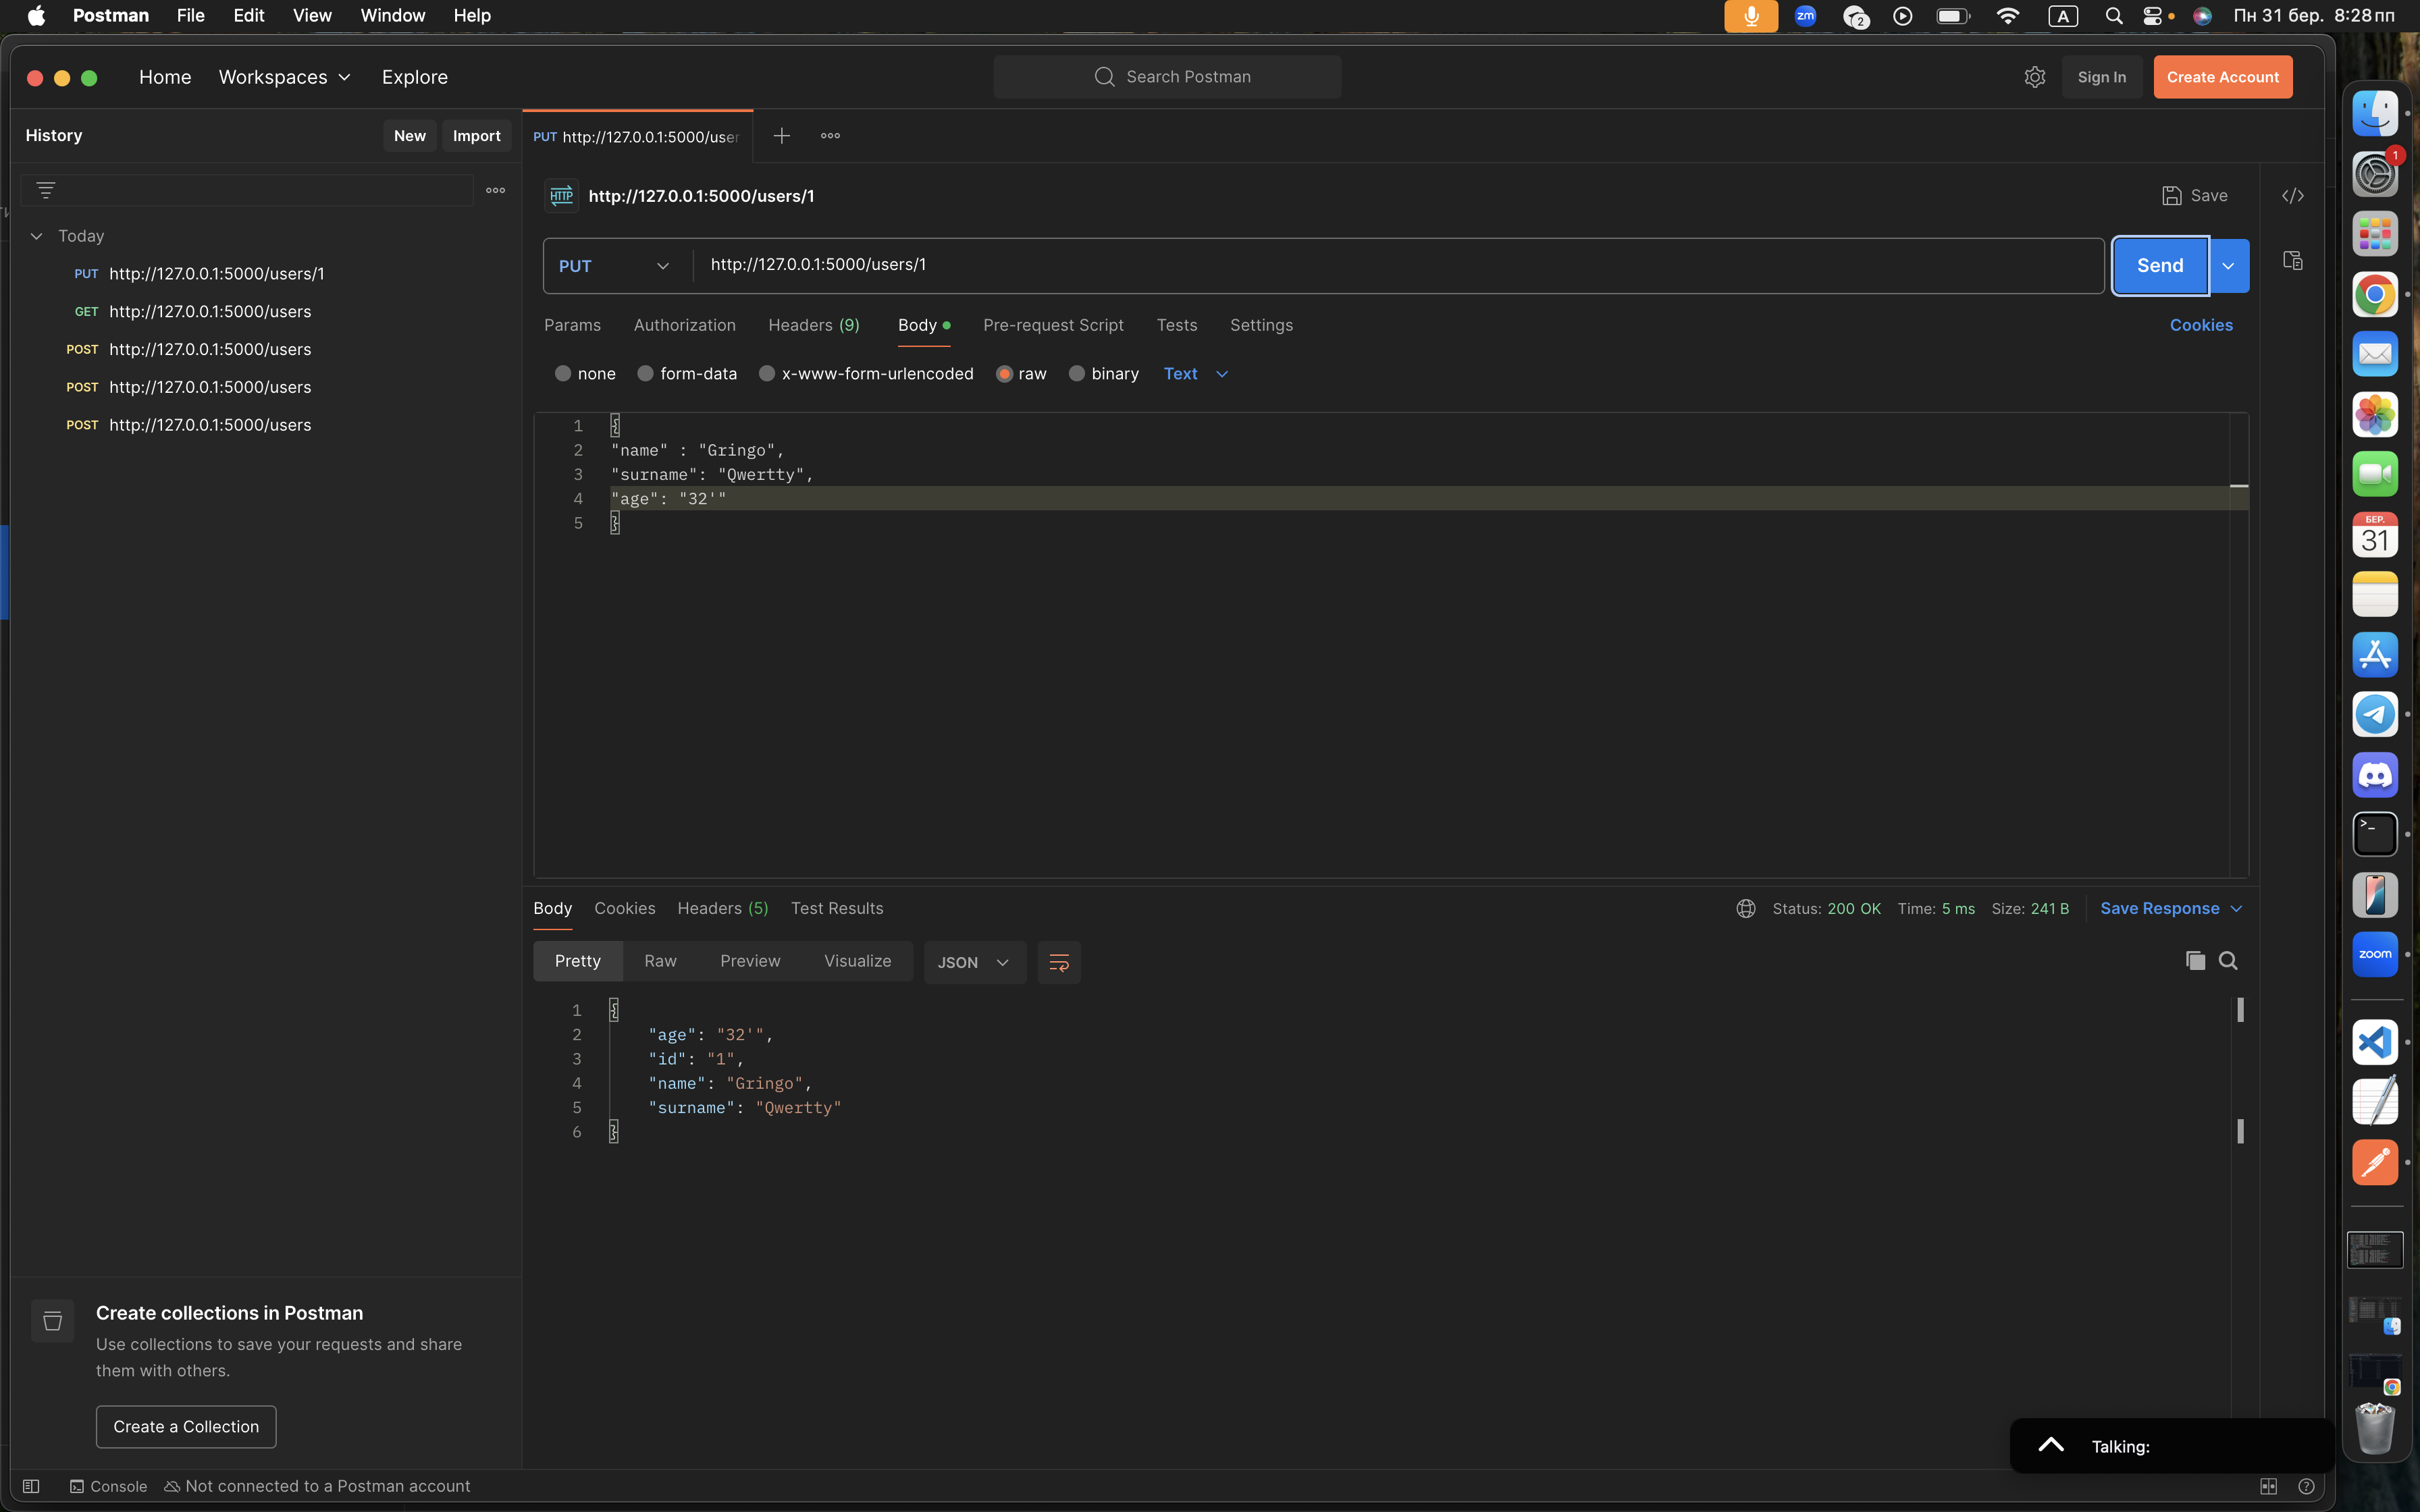 Postman File Edit View Window Help
zm 2 A Пн 31 бер. 8:28 пп
Home Workspaces Explore
Search Postman
Sign In Create Account
History New Import
PUT http://127.0.0.1:5000/user
HTTP http://127.0.0.1:5000/users/1
Save
Today
PUT http://127.0.0.1:5000/users/1
GET http://127.0.0.1:5000/users
POST http://127.0.0.1:5000/users
POST http://127.0.0.1:5000/users
POST http://127.0.0.1:5000/users
PUT http://127.0.0.1:5000/users/1
Send
Params Authorization Headers (9) Body Pre-request Script Tests Settings Cookies
none form-data x-www-form-urlencoded raw binary Text
1 {
2 "name" : "Gringo",
3 "surname": "Qwertty",
4 "age": "32'"
5 }
Body Cookies Headers (5) Test Results
Status: 200 OK Time: 5 ms Size: 241 B Save Response
Pretty Raw Preview Visualize JSON
1 {
2 "age": "32'",
3 "id": "1",
4 "name": "Gringo",
5 "surname": "Qwertty"
6 }
Create collections in Postman
Use collections to save your requests and share
them with others.
Create a Collection
Console Not connected to a Postman account
Talking:
1
БЕР.
31
zoom